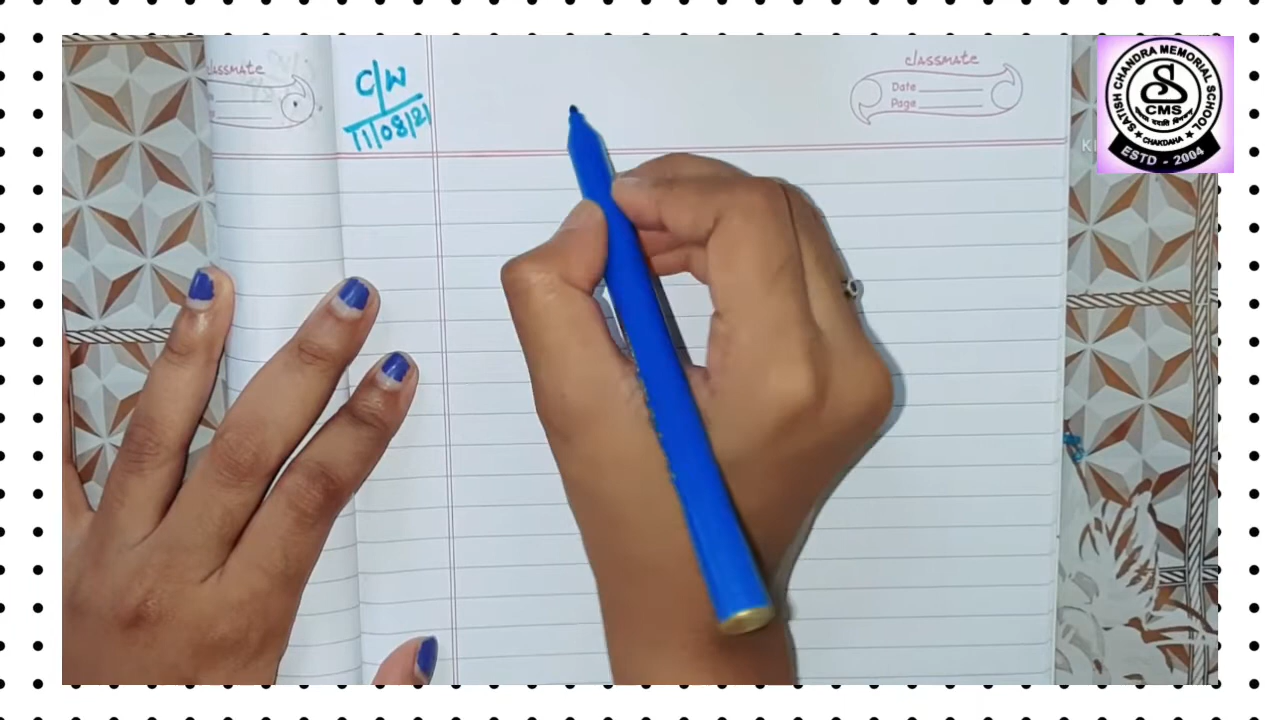 classmate
C/W
11/08/21
classmate
Date
Page
SATISH CHANDRA MEMORIAL SCHOOL
S
CMS
CHAKDAHA
ESTD - 2004